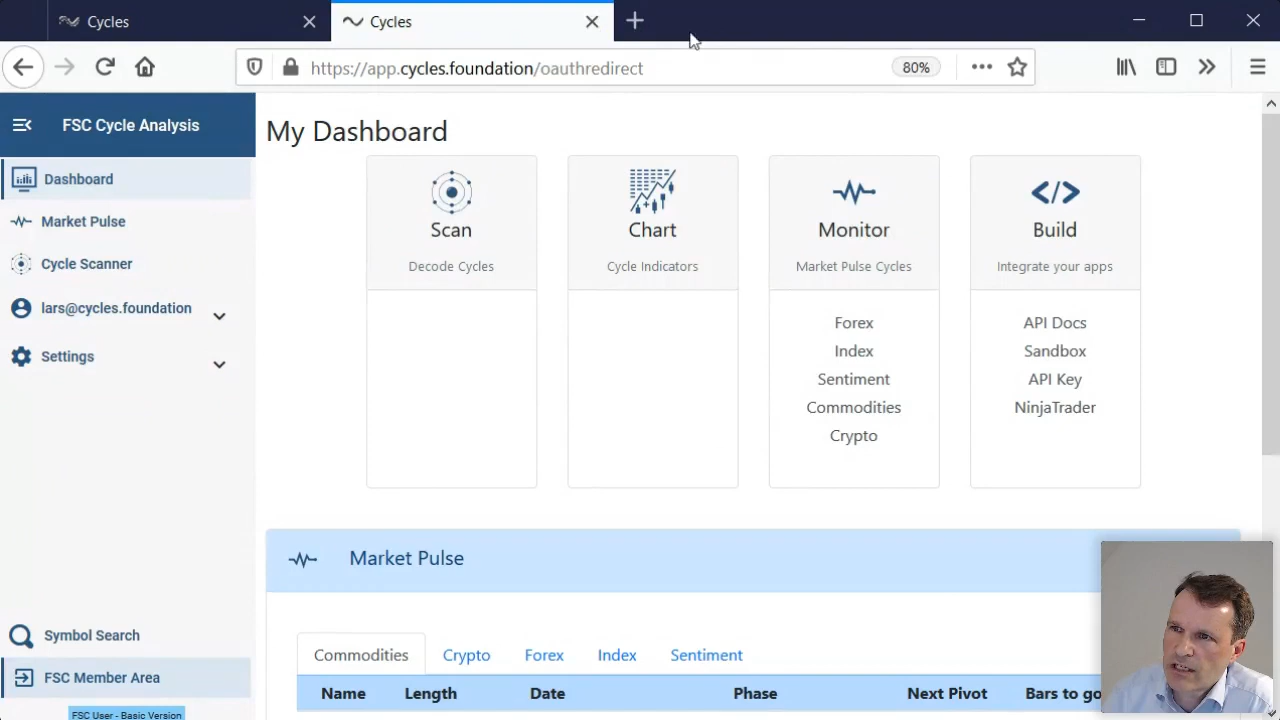 Cycles
Cycles
https://app.cycles.foundation/oauthredirect
80%
FSC Cycle Analysis
Dashboard
Market Pulse
Cycle Scanner
lars@cycles.foundation
Settings
Symbol Search
FSC Member Area
FSC User - Basic Version
My Dashboard
Scan
Decode Cycles
Chart
Cycle Indicators
Monitor
Market Pulse Cycles
Forex
Index
Sentiment
Commodities
Crypto
Build
Integrate your apps
API Docs
Sandbox
API Key
NinjaTrader
Market Pulse
Commodities Crypto Forex Index Sentiment
Name Length Date Phase Next Pivot Bars to go